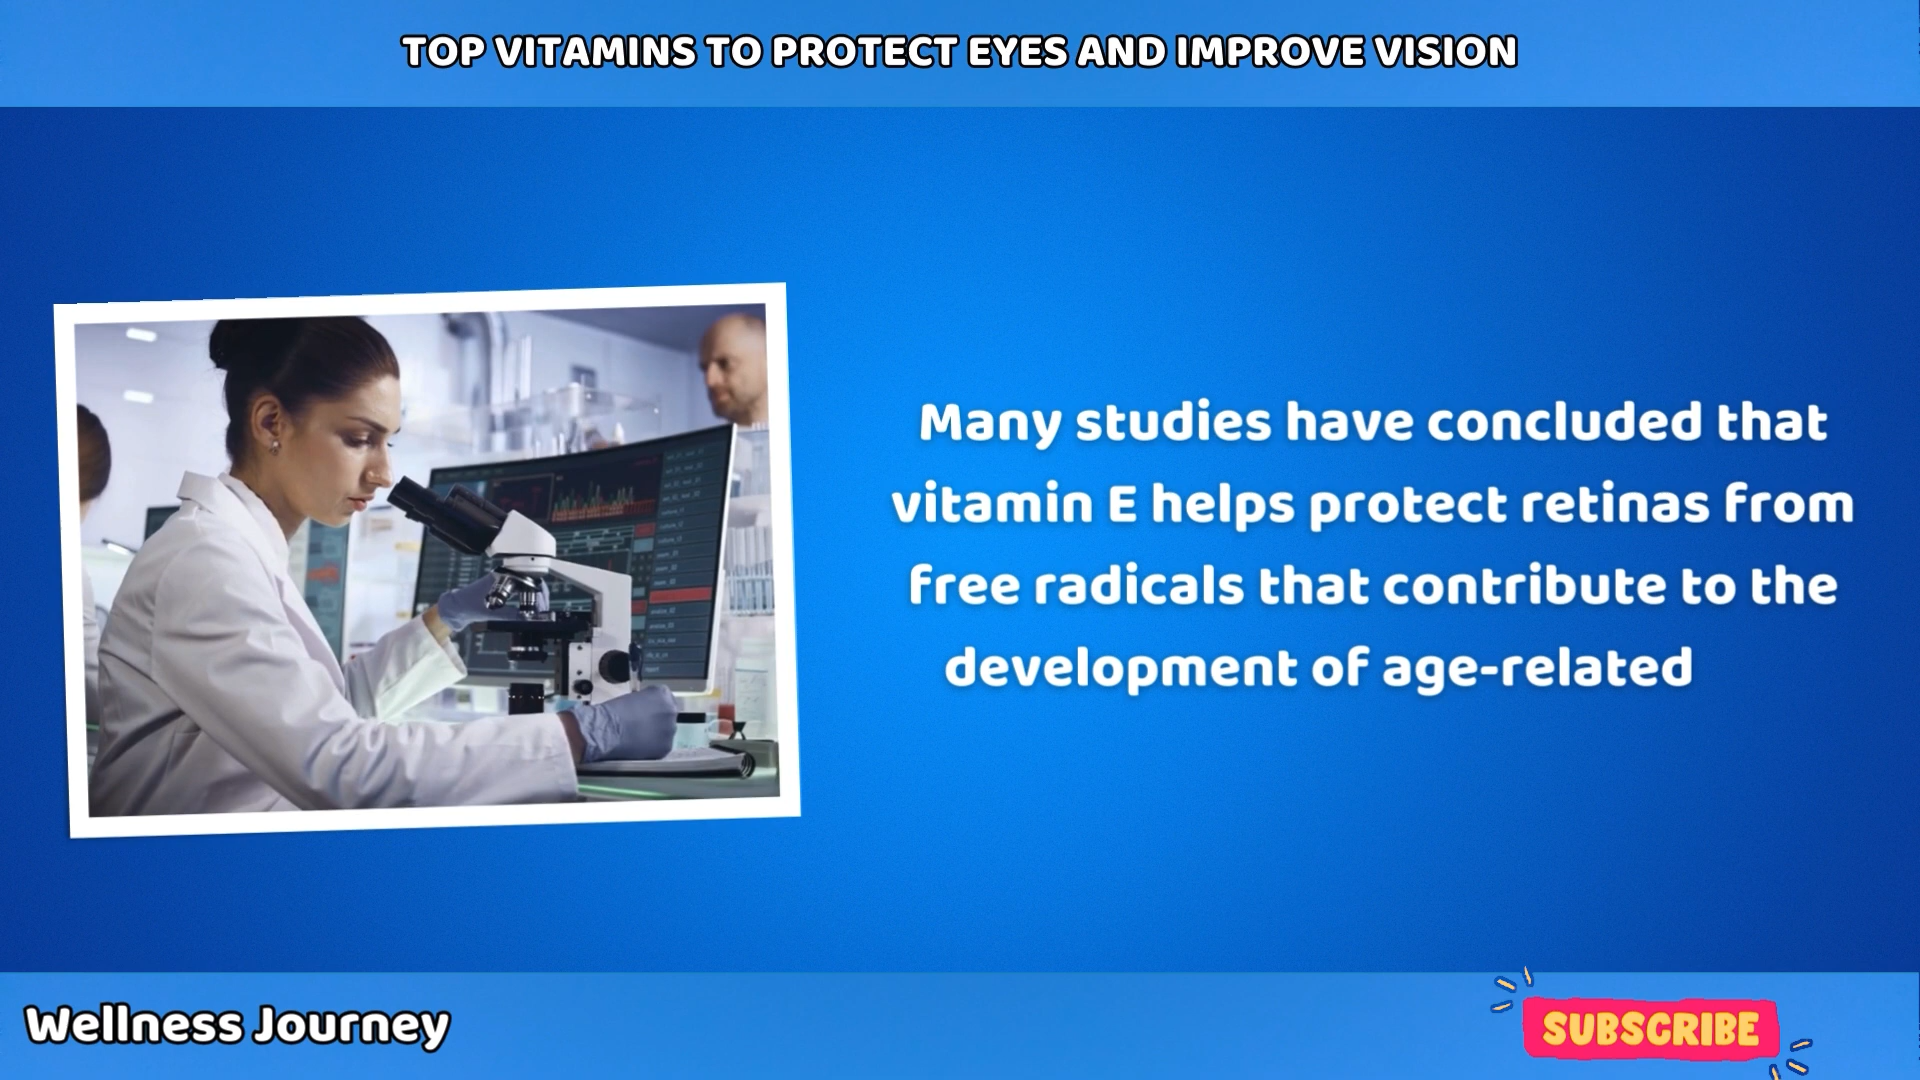 TOP VITAMINS TO PROTECT EYES AND IMPROVE VISION
Many studies have concluded that
vitamin E helps protect retinas from
free radicals that contribute to the
development of age-related
Wellness Journey
SUBSCRIBE